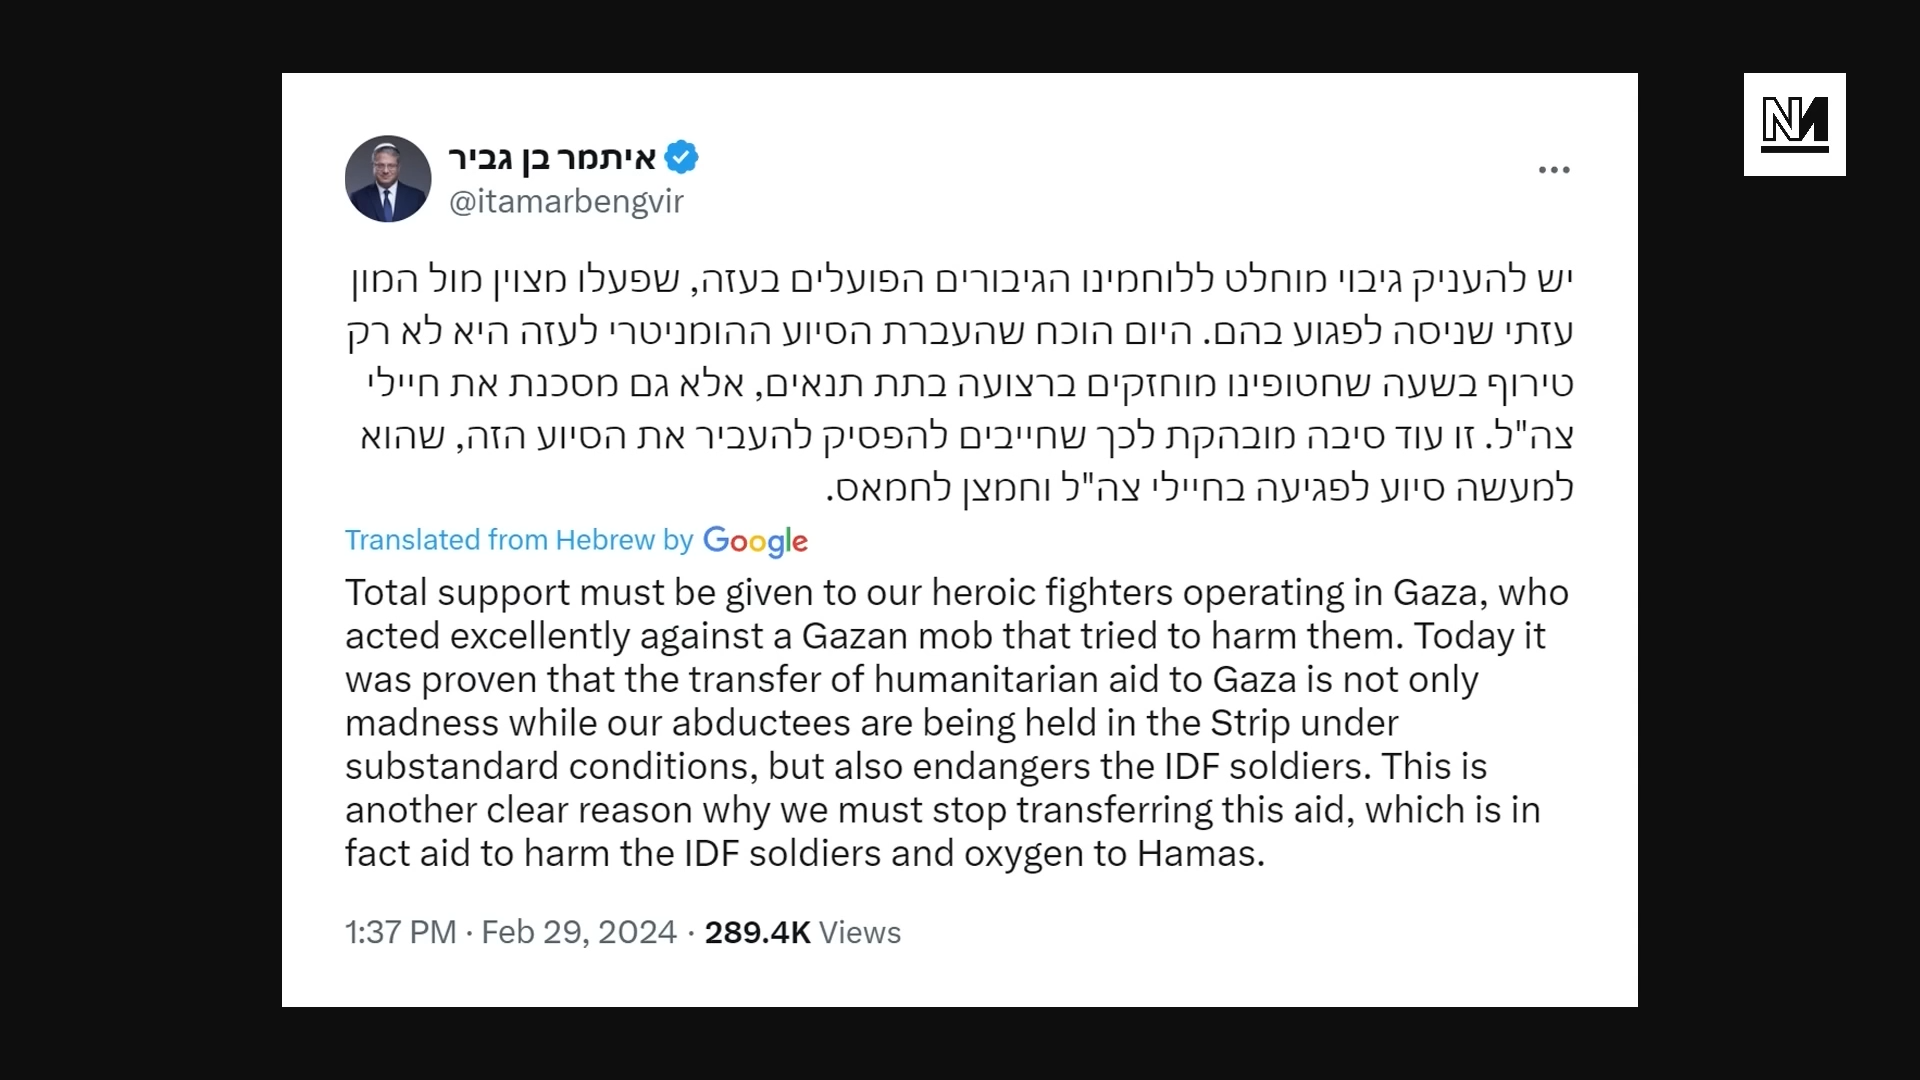 איתמר בן גביר
@itamarbengvir
יש להעניק גיבוי מוחלט ללוחמינו הגיבורים הפועלים בעזה, שפעלו מצוין מול המון
עזתי שניסה לפגוע בהם. היום הוכח שהעברת הסיוע ההומניטרי לעזה היא לא רק
טירוף בשעה שחטופינו מוחזקים ברצועה בתת תנאים, אלא גם מסכנת את חיילי
צה"ל. זו עוד סיבה מובהקת לכך שחייבים להפסיק להעביר את הסיוע הזה, שהוא
למעשה סיוע לפגיעה בחיילי צה"ל וחמצן לחמאס.
Translated from Hebrew by Google
Total support must be given to our heroic fighters operating in Gaza, who
acted excellently against a Gazan mob that tried to harm them. Today it
was proven that the transfer of humanitarian aid to Gaza is not only
madness while our abductees are being held in the Strip under
substandard conditions, but also endangers the IDF soldiers. This is
another clear reason why we must stop transferring this aid, which is in
fact aid to harm the IDF soldiers and oxygen to Hamas.
1:37 PM · Feb 29, 2024 · 289.4K Views
NM